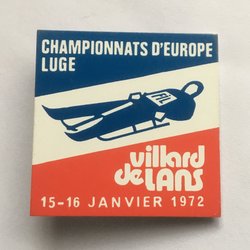 CHAMPIONNATS D'EUROPE
LUGE
villard
de LANS
15-16 JANVIER 1972